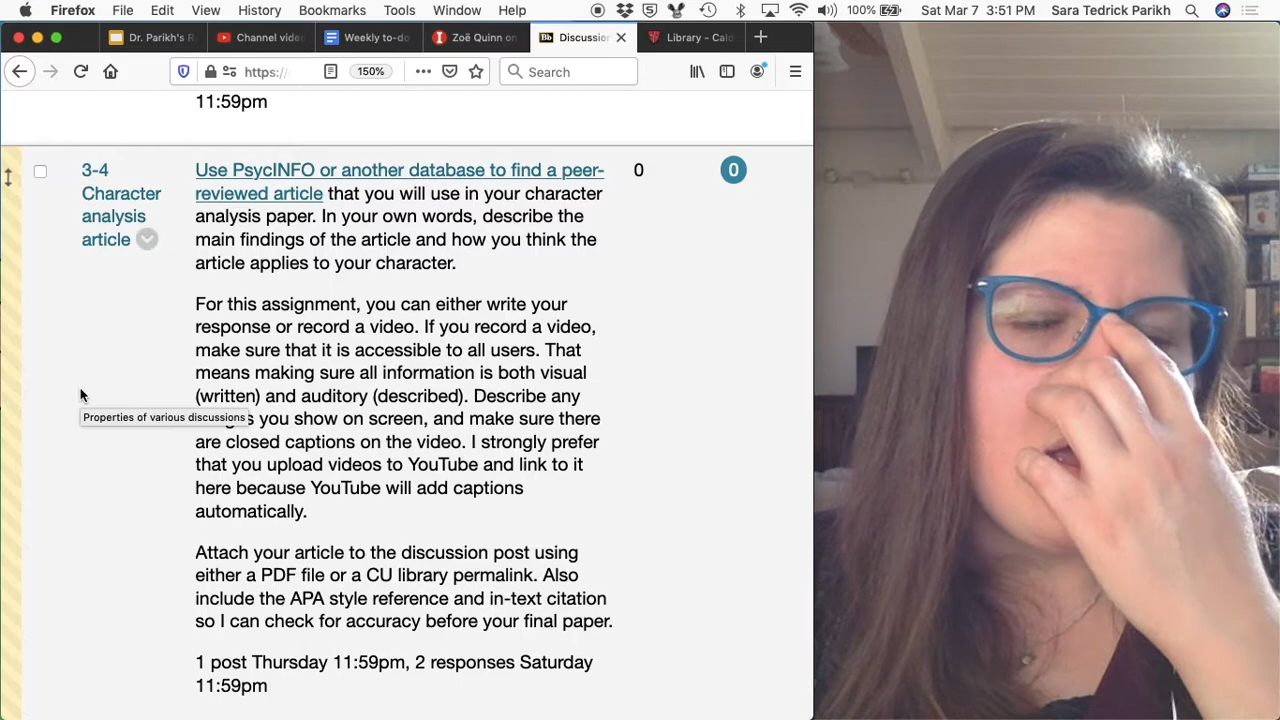 Firefox File Edit View History Bookmarks Tools Window Help 100% Sat Mar 7 3:51 PM Sara Tedrick Parikh
Dr. Parikh's R Channel vide Weekly to-do Zoë Quinn on Bb Discussion Library - Cald
https:/ 150% Search
11:59pm
3-4 Use PsycINFO or another database to find a peer- 0 0
Character reviewed article that you will use in your character
analysis analysis paper. In your own words, describe the
article main findings of the article and how you think the
article applies to your character.
For this assignment, you can either write your
response or record a video. If you record a video,
make sure that it is accessible to all users. That
means making sure all information is both visual
(written) and auditory (described). Describe any
Properties of various discussions
you show on screen, and make sure there
are closed captions on the video. I strongly prefer
that you upload videos to YouTube and link to it
here because YouTube will add captions
automatically.
Attach your article to the discussion post using
either a PDF file or a CU library permalink. Also
include the APA style reference and in-text citation
so I can check for accuracy before your final paper.
1 post Thursday 11:59pm, 2 responses Saturday
11:59pm